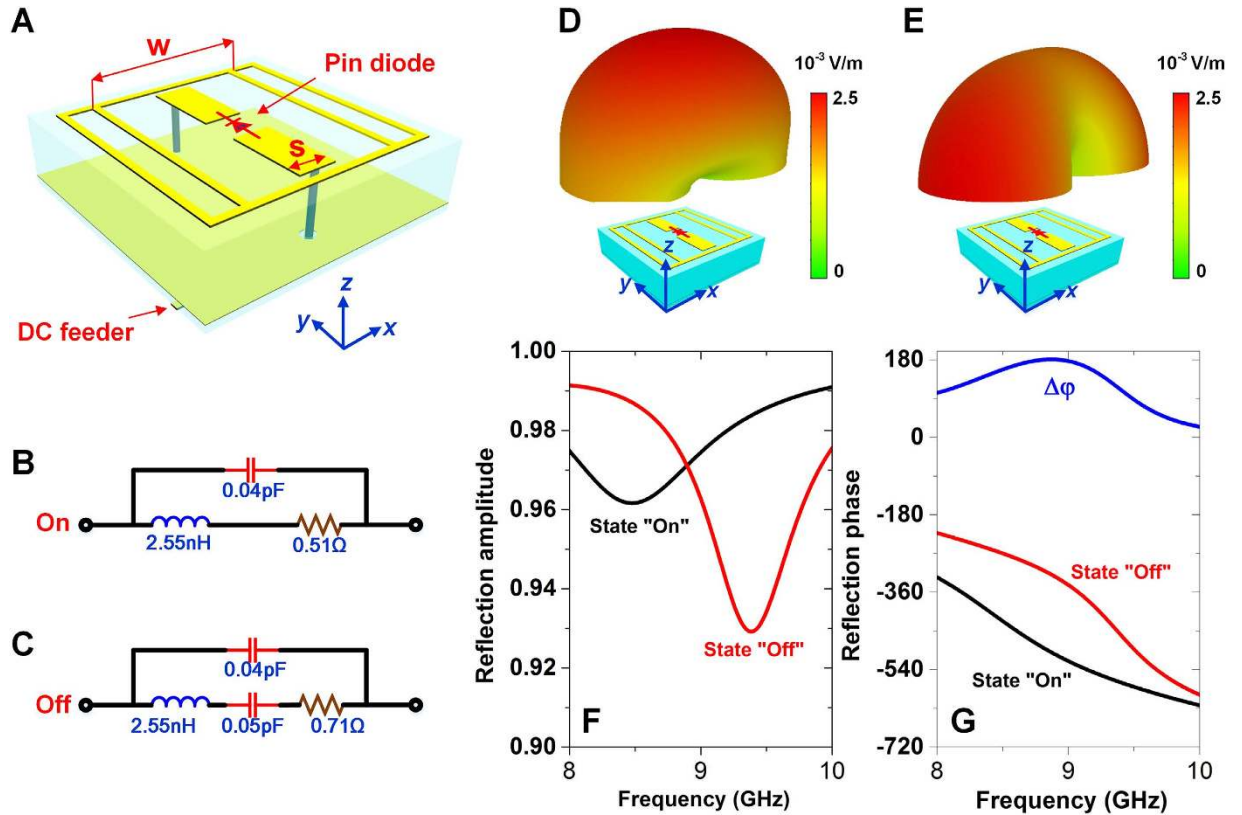 A
W
Pin diode
S
DC feeder
z
y
x
B
On
0.04pF
2.55nH
0.51Ω
C
Off
0.04pF
2.55nH
0.05pF
0.71Ω
D
10-3 V/m
2.5
0
z
y
x
E
10-3 V/m
2.5
0
z
y
x
1.00
0.98
0.96
0.94
0.92
0.90
Reflection amplitude
State "On"
State "Off"
F
8
9
10
Frequency (GHz)
180
0
-180
-360
-540
-720
Reflection phase
Δφ
State "Off"
State "On"
G
8
9
10
Frequency (GHz)